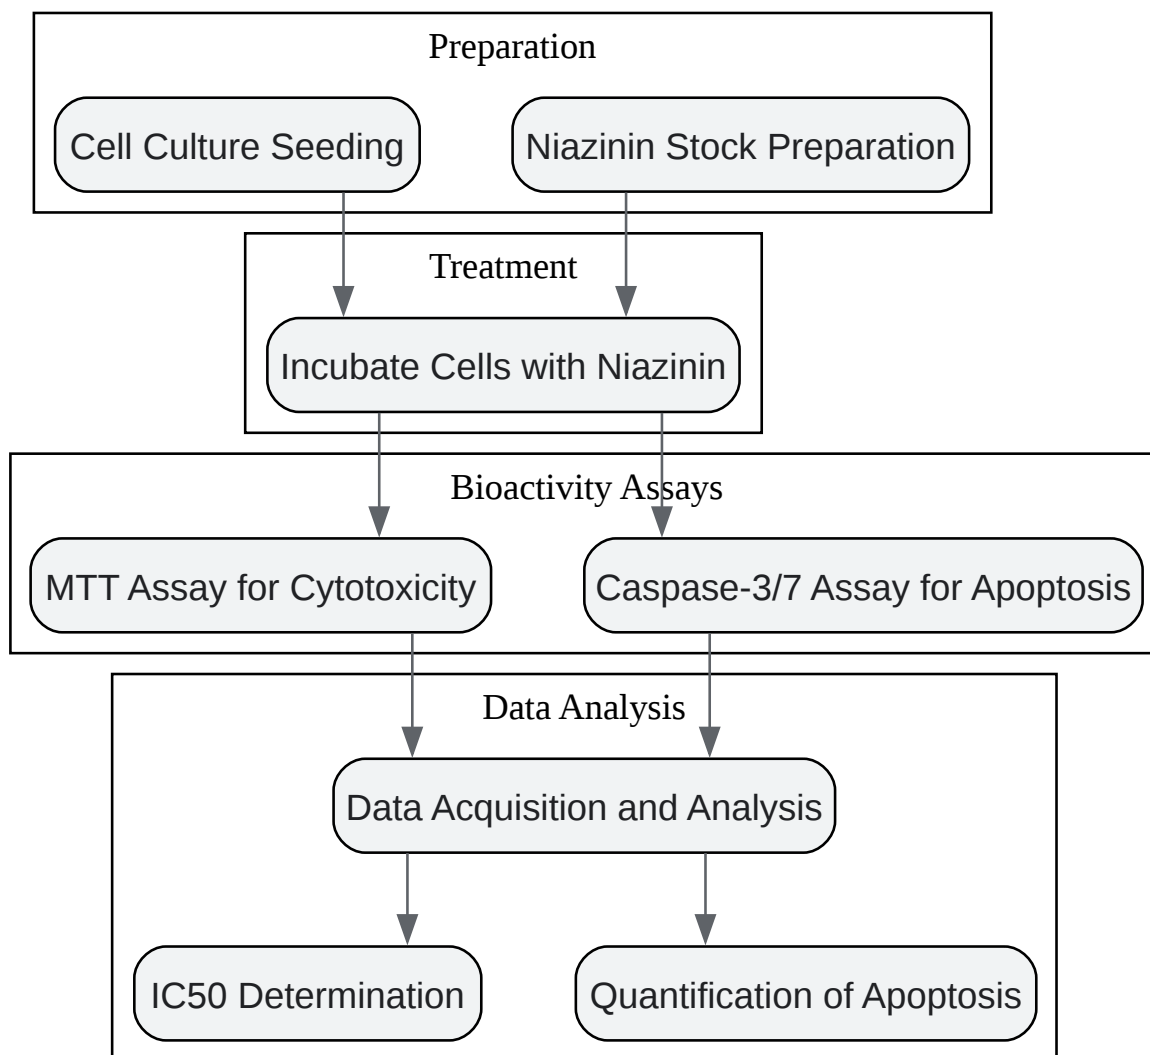 Preparation
Cell Culture Seeding
Niazinin Stock Preparation
Treatment
Incubate Cells with Niazinin
Bioactivity Assays
MTT Assay for Cytotoxicity
Caspase-3/7 Assay for Apoptosis
Data Analysis
Data Acquisition and Analysis
IC50 Determination
Quantification of Apoptosis